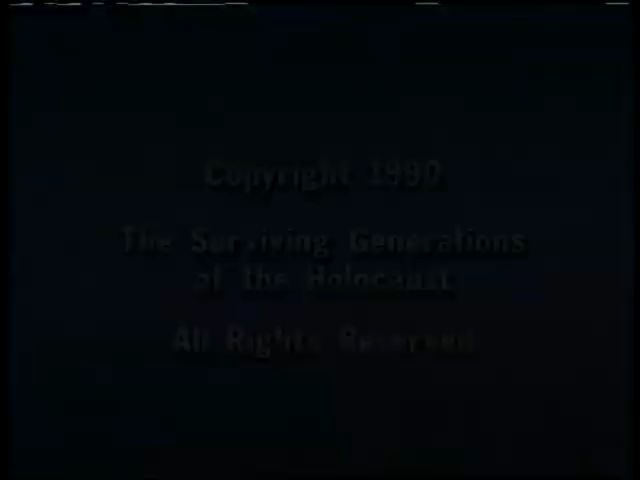 Copyright 1990
The Surviving Generations
of the Holocaust
All Rights Reserved